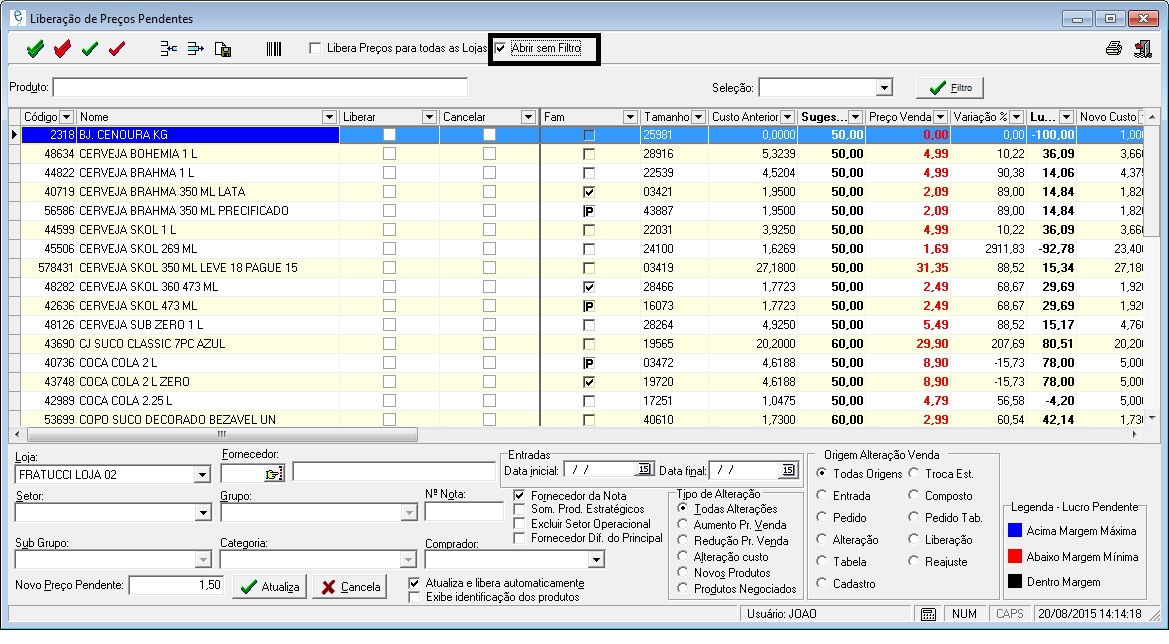 Liberação de Preços Pendentes
Libera Preços para todas as Lojas Abrir sem Filtro
Produto: Seleção: Filtro
Código Nome Liberar Cancelar Fam Tamanho Custo Anterior Suges... Preço Venda Variação % Lu... Novo Custo
2318 BJ. CENOURA KG 25981 0,0000 50,00 0,00 0,00 -100,00 1,000
48634 CERVEJA BOHEMIA 1 L 28916 5,3239 50,00 4,99 10,22 36,09 3,66
44822 CERVEJA BRAHMA 1 L 22539 4,5204 50,00 4,99 90,38 14,06 4,37
40719 CERVEJA BRAHMA 350 ML LATA 03421 1,9500 50,00 2,09 89,00 14,84 1,82
56586 CERVEJA BRAHMA 350 ML PRECIFICADO P 43887 1,9500 50,00 2,09 89,00 14,84 1,82
44599 CERVEJA SKOL 1 L 22031 3,9250 50,00 4,99 10,22 36,09 3,66
45506 CERVEJA SKOL 269 ML 24100 1,6269 50,00 1,69 2911,83 -92,78 23,40
578431 CERVEJA SKOL 350 ML LEVE 18 PAGUE 15 03419 27,1800 50,00 31,35 88,52 15,34 27,18
48282 CERVEJA SKOL 360 473 ML 28466 1,7723 50,00 2,49 68,67 29,69 1,92
42636 CERVEJA SKOL 473 ML P 16073 1,7723 50,00 2,49 68,67 29,69 1,92
48126 CERVEJA SUB ZERO 1 L 28264 4,9250 50,00 5,49 88,52 15,17 4,76
43690 CJ SUCO CLASSIC 7PC AZUL 19565 20,2000 60,00 29,90 207,69 80,51 20,20
40736 COCA COLA 2 L P 03472 4,6188 50,00 8,90 -15,73 78,00 5,00
43748 COCA COLA 2 L ZERO 19720 4,6188 50,00 8,90 -15,73 78,00 5,00
42989 COCA COLA 2.25 L 17251 1,0475 50,00 4,79 56,58 -4,20 5,00
53699 COPO SUCO DECORADO BEZAVEL UN 40610 1,7300 60,00 2,99 60,54 42,14 1,73
Loja: Fornecedor: Entradas Origem Alteração Venda
FRATUCCI LOJA 02 Data inicial: / / 15 Data final: / / 15 Todas Origens Troca Est.
Setor: Grupo: Nº Nota: Fornecedor da Nota Tipo de Alteração Entrada Composto
Som. Prod. Estratégicos Todas Alterações Legenda - Lucro Pendente
Excluir Setor Operacional Aumento Pr. Venda Pedido Pedido Tab.
Fornecedor Dif. do Principal Redução Pr. Venda Acima Margem Máxima
Sub Grupo: Categoria: Comprador: Alteração custo Alteração Liberação
Abaixo Margem Mínima
Novos Produtos Tabela Reajuste
Novo Preço Pendente: 1,50 Atualiza Cancela Atualiza e libera automaticamente Produtos Negociados Cadastro Dentro Margem
Exibe identificação dos produtos
Usuário: JOAO NUM CAPS 20/08/2015 14:14:18